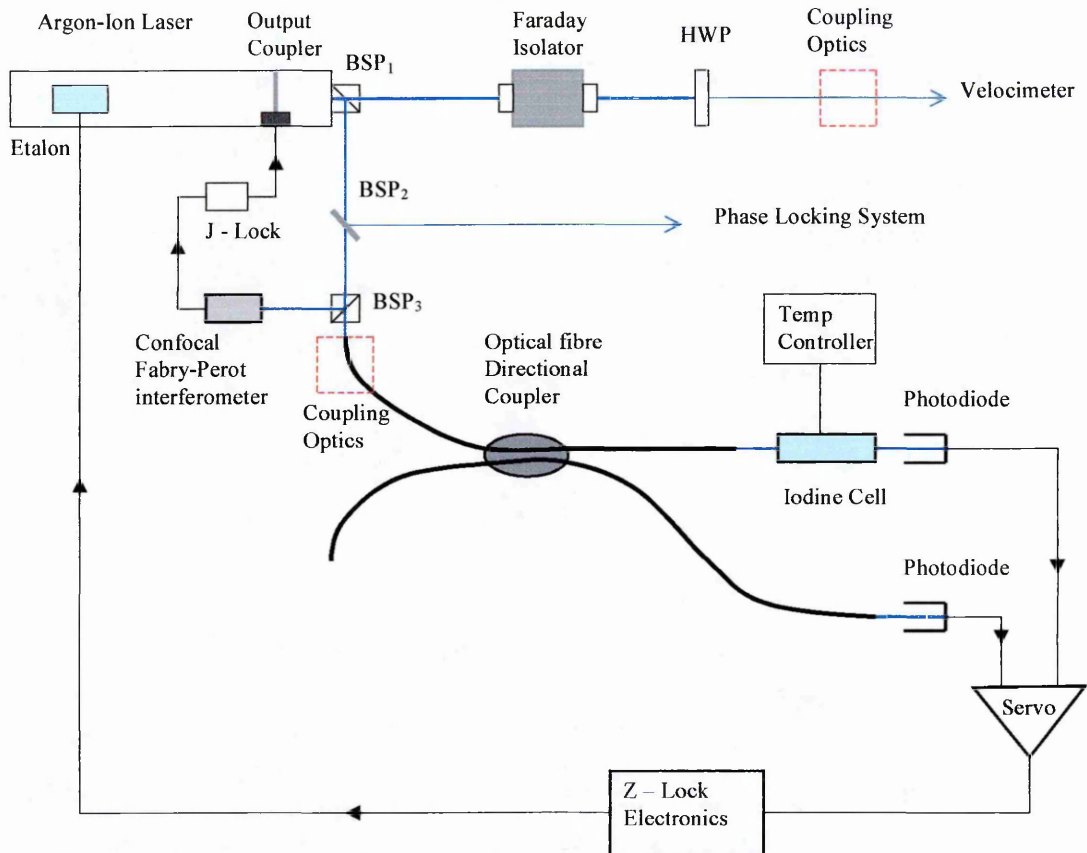 Argon-Ion Laser
Output
Coupler
BSP₁
Faraday
Isolator
HWP
Coupling
Optics
Velocimeter
Etalon
J - Lock
BSP₂
Phase Locking System
BSP₃
Confocal
Fabry-Perot
interferometer
Coupling
Optics
Optical fibre
Directional
Coupler
Temp
Controller
Photodiode
Iodine Cell
Photodiode
Servo
Z – Lock
Electronics